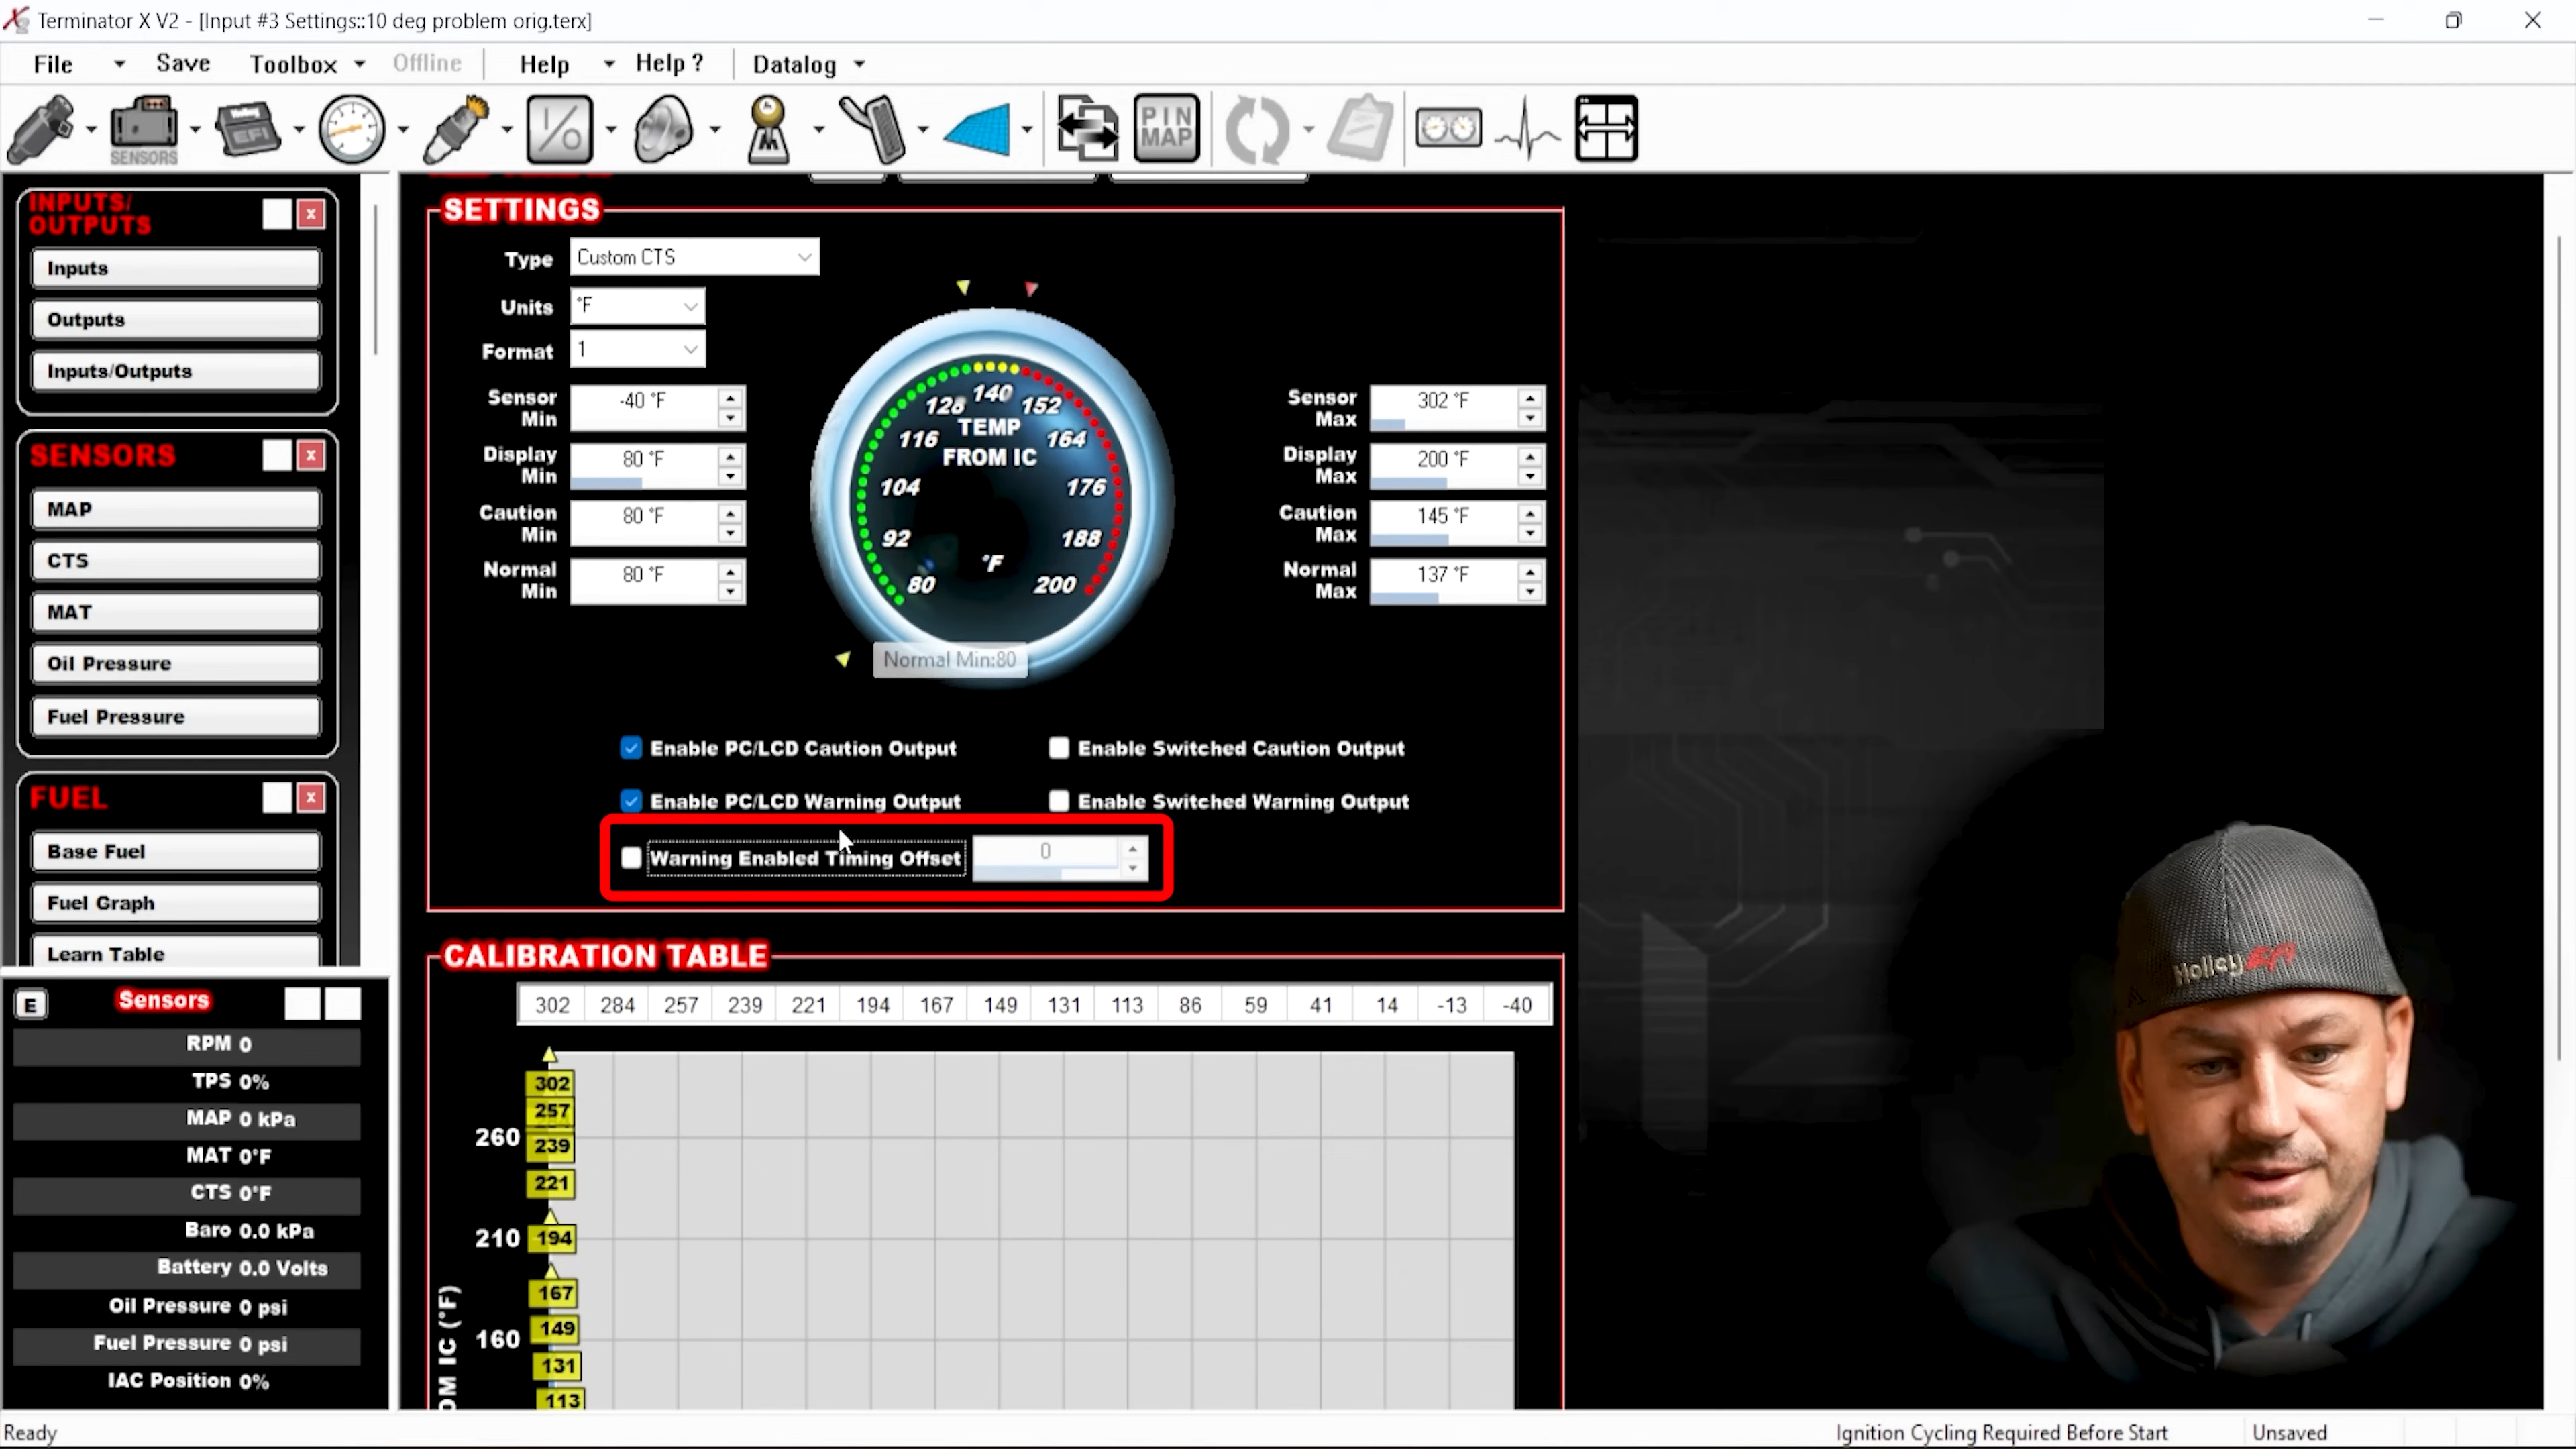 Terminator X V2 - [Input #3 Settings::10 deg problem orig.terx]
File Save Toolbox Offline Help Help ? Datalog
SENSORS EFI I/O M PIN MAP
INPUTS/
OUTPUTS
x
Inputs
Outputs
Inputs/Outputs
SENSORS x
MAP
CTS
MAT
Oil Pressure
Fuel Pressure
FUEL x
Base Fuel
Fuel Graph
Learn Table
E Sensors
RPM 0
TPS 0%
MAP 0 kPa
MAT 0°F
CTS 0°F
Baro 0.0 kPa
Battery 0.0 Volts
Oil Pressure 0 psi
Fuel Pressure 0 psi
IAC Position 0%
SETTINGS
Type Custom CTS
Units °F
Format 1
Sensor Min -40 °F
Display Min 80 °F
Caution Min 80 °F
Normal Min 80 °F
80 92 104 116 128 140 152 164 176 188 200
TEMP
FROM IC
°F
Normal Min:80
Sensor Max 302 °F
Display Max 200 °F
Caution Max 145 °F
Normal Max 137 °F
Enable PC/LCD Caution Output Enable Switched Caution Output
Enable PC/LCD Warning Output Enable Switched Warning Output
Warning Enabled Timing Offset 0
CALIBRATION TABLE
302 284 257 239 221 194 167 149 131 113 86 59 41 14 -13 -40
302
257
260
239
221
210 194
167
160 149
131
113
OM IC (°F)
Holley EFI
Ready Ignition Cycling Required Before Start Unsaved